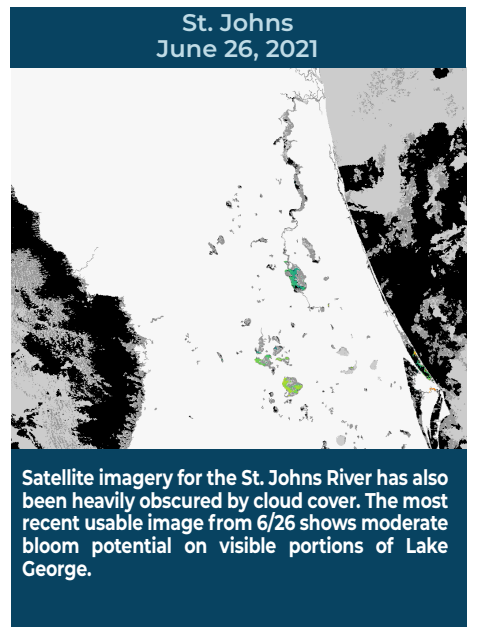 St. Johns
June 26, 2021
Satellite imagery for the St. Johns River has also
been heavily obscured by cloud cover. The most
recent usable image from 6/26 shows moderate
bloom potential on visible portions of Lake
George.